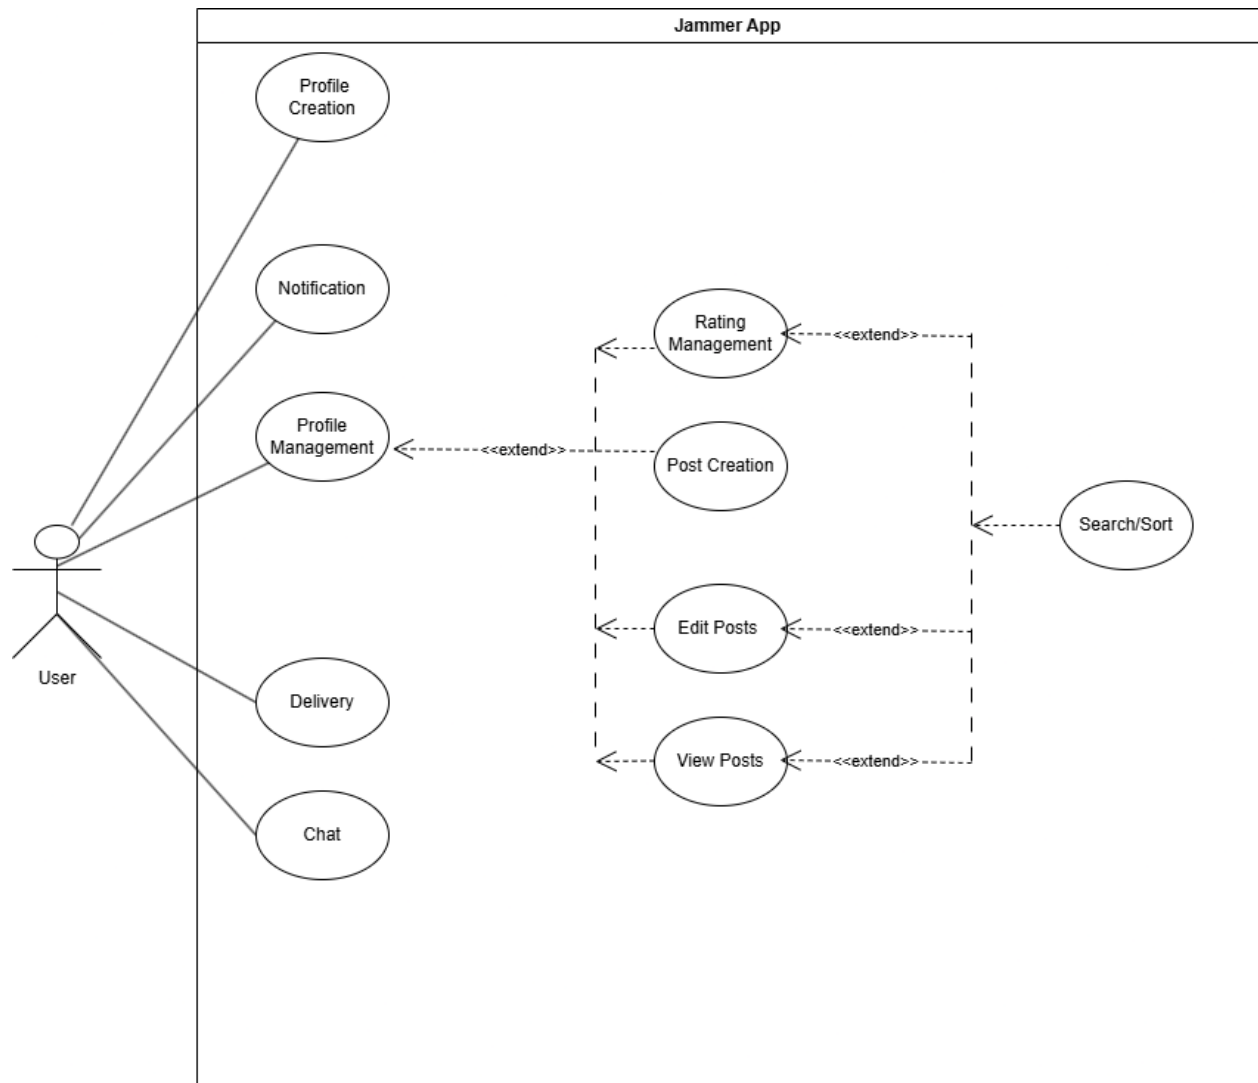 Jammer App
Profile
Creation
Notification
Profile
Management
Rating
Management
<<extend>>
<<extend>>
Post Creation
Search/Sort
Edit Posts
<<extend>>
User
Delivery
View Posts
<<extend>>
Chat